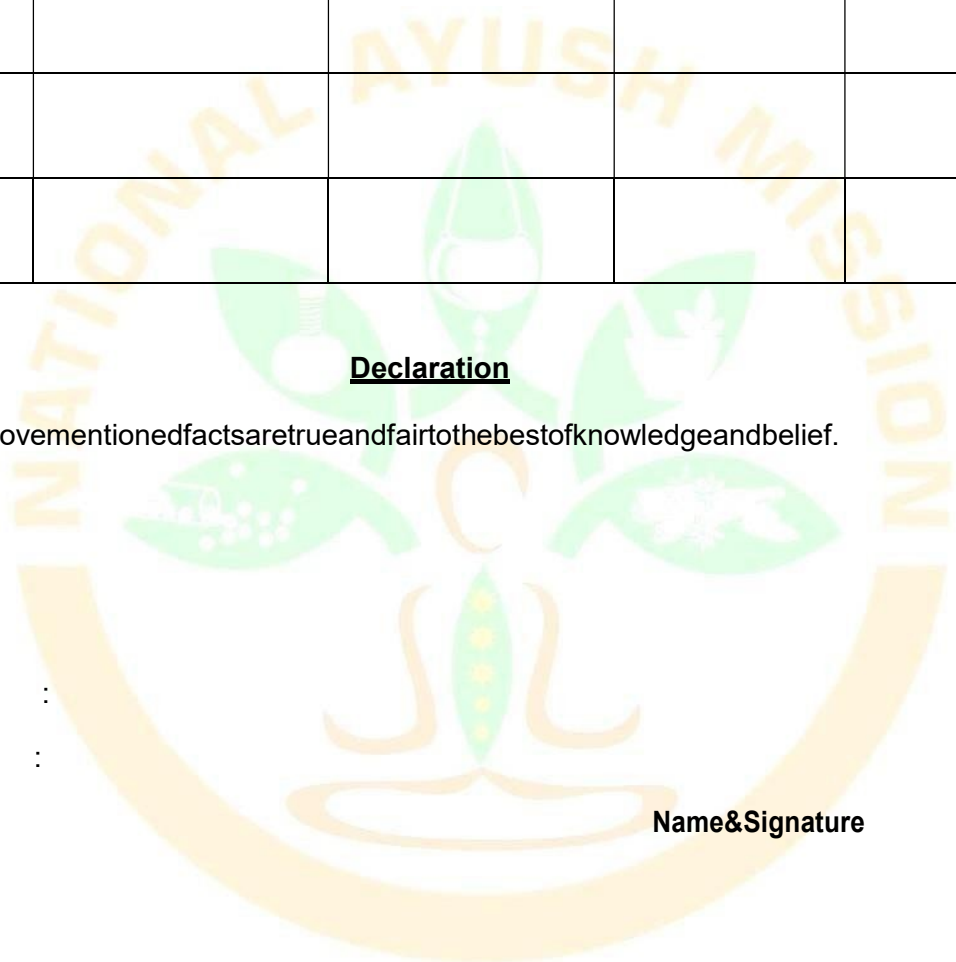 NATIONAL AYUSH MISSION
Declaration
ovementionedfactsaretrueandfairtothebestofknowledgeandbelief.
:
:
Name&Signature